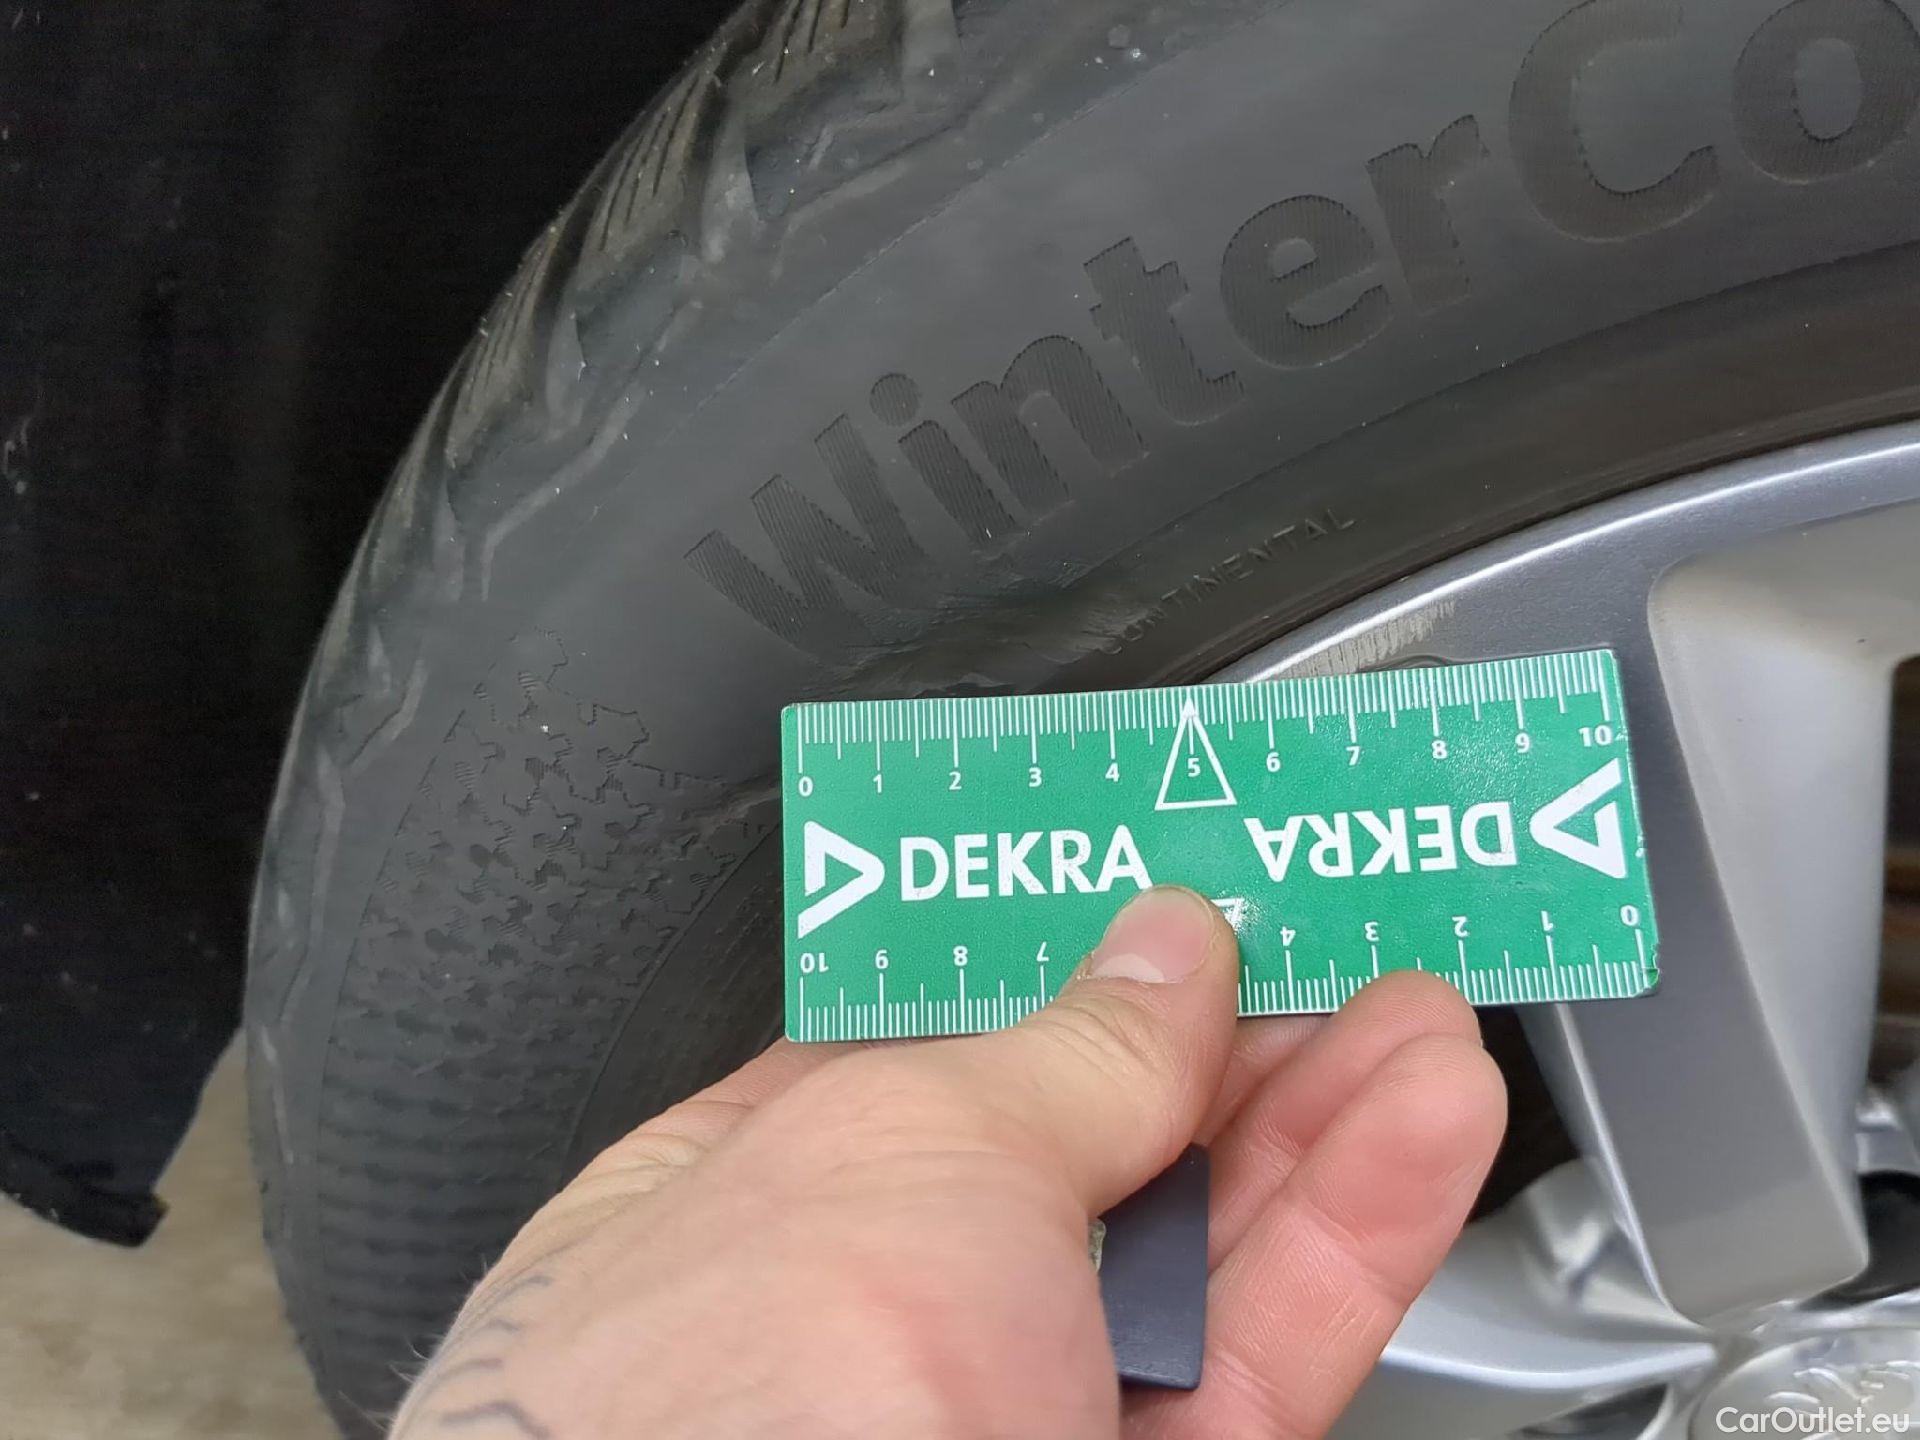 WinterCo
CONTINENTAL
0 1 2 3 4 5 6 7 8 9 10
DEKRA DEKRA
10 9 8 7 4 3 2 1 0
CarOutlet.eu